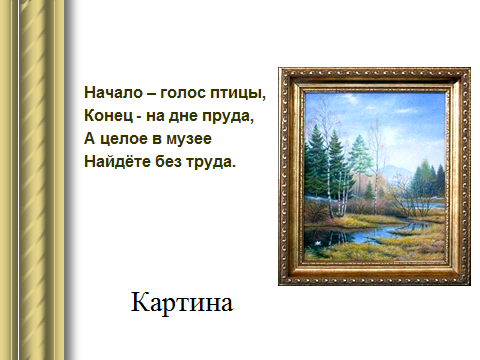 Начало – голос птицы,
Конец - на дне пруда,
А целое в музее
Найдёте без труда.
Картина